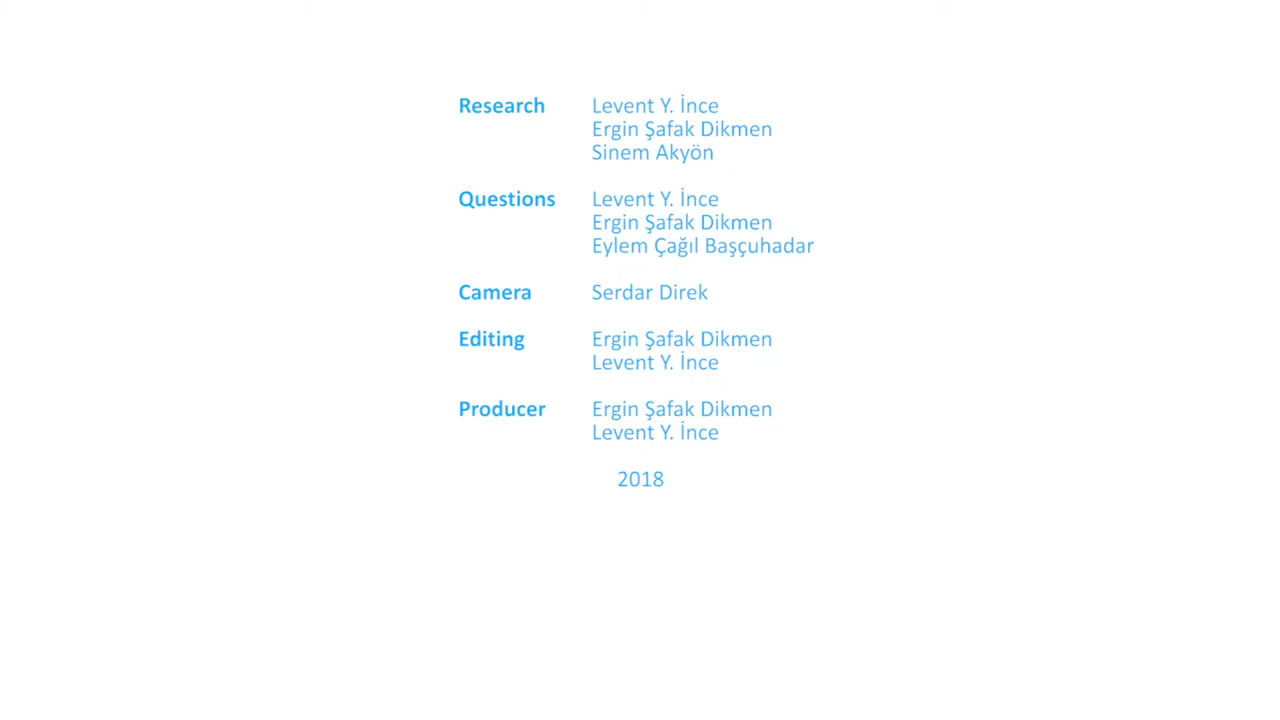 Research Levent Y. İnce
Ergin Şafak Dikmen
Sinem Akyön
Questions Levent Y. İnce
Ergin Şafak Dikmen
Eylem Çağıl Başçuhadar
Camera Serdar Direk
Editing Ergin Şafak Dikmen
Levent Y. İnce
Producer Ergin Şafak Dikmen
Levent Y. İnce
2018